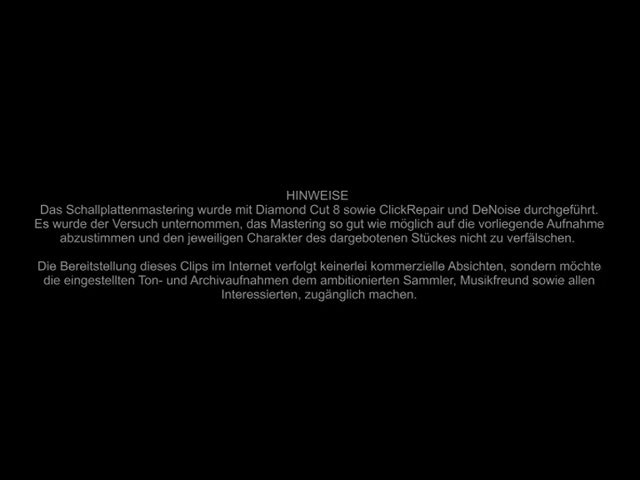 HINWEISE
Das Schallplattenmastering wurde mit Diamond Cut 8 sowie ClickRepair und DeNoise durchgeführt.
Es wurde der Versuch unternommen, das Mastering so gut wie möglich auf die vorliegende Aufnahme
abzustimmen und den jeweiligen Charakter des dargebotenen Stückes nicht zu verfälschen.
Die Bereitstellung dieses Clips im Internet verfolgt keinerlei kommerzielle Absichten, sondern möchte
die eingestellten Ton- und Archivaufnahmen dem ambitionierten Sammler, Musikfreund sowie allen
Interessierten, zugänglich machen.